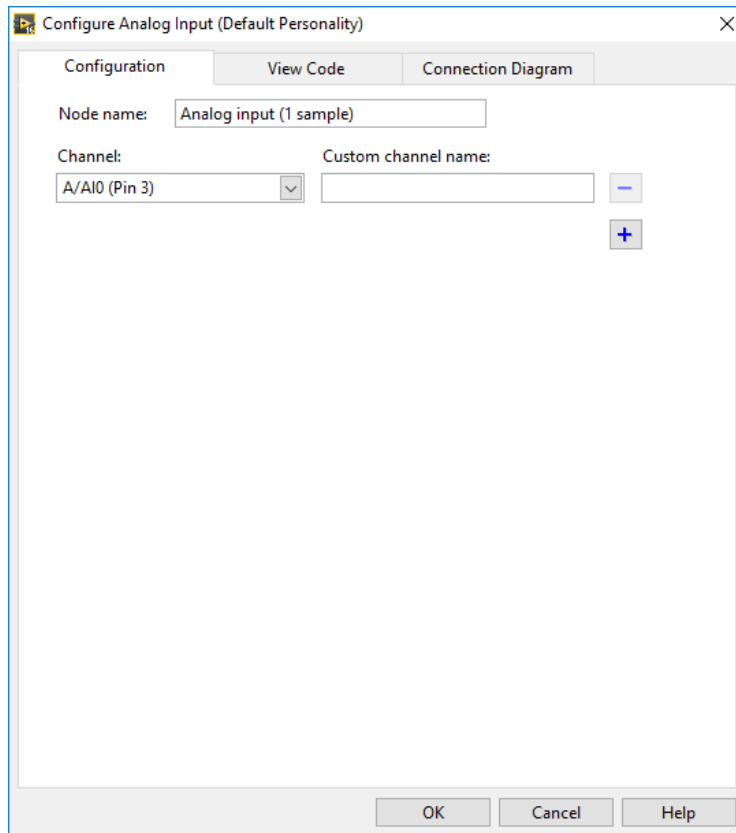 Configure Analog Input (Default Personality)
Configuration View Code Connection Diagram
Node name: Analog input (1 sample)
Channel: Custom channel name:
A/AI0 (Pin 3)
OK Cancel Help